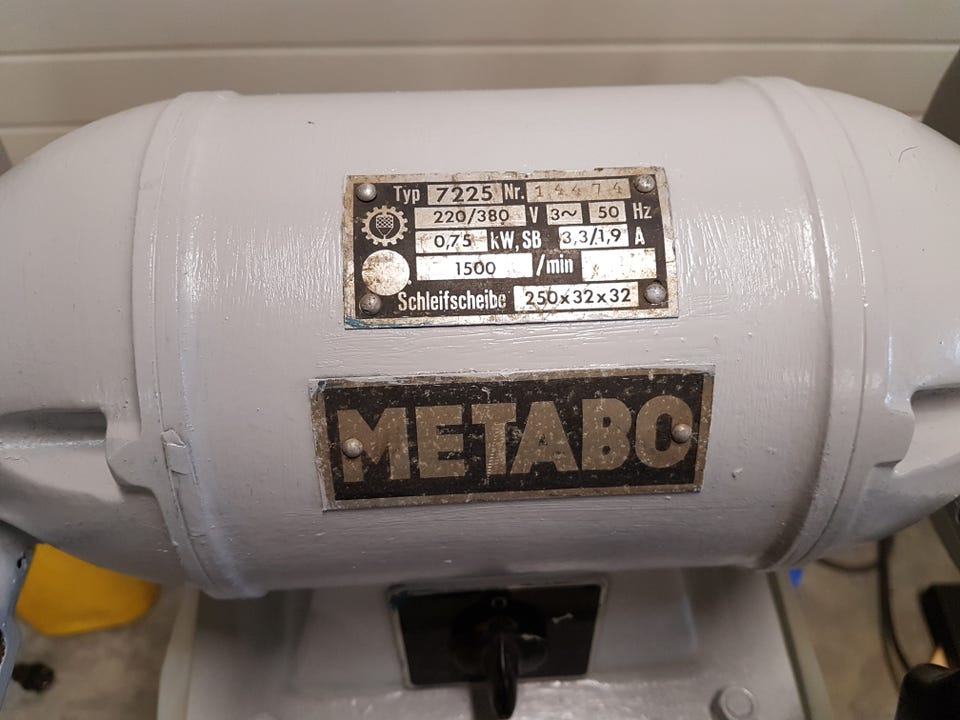 Typ 7225 Nr. 14474
220/380 V 3~ 50 Hz
0,75 kW, SB 3,3/1,9 A
1500 /min
Schleifscheibe 250x32x32
METABO
0